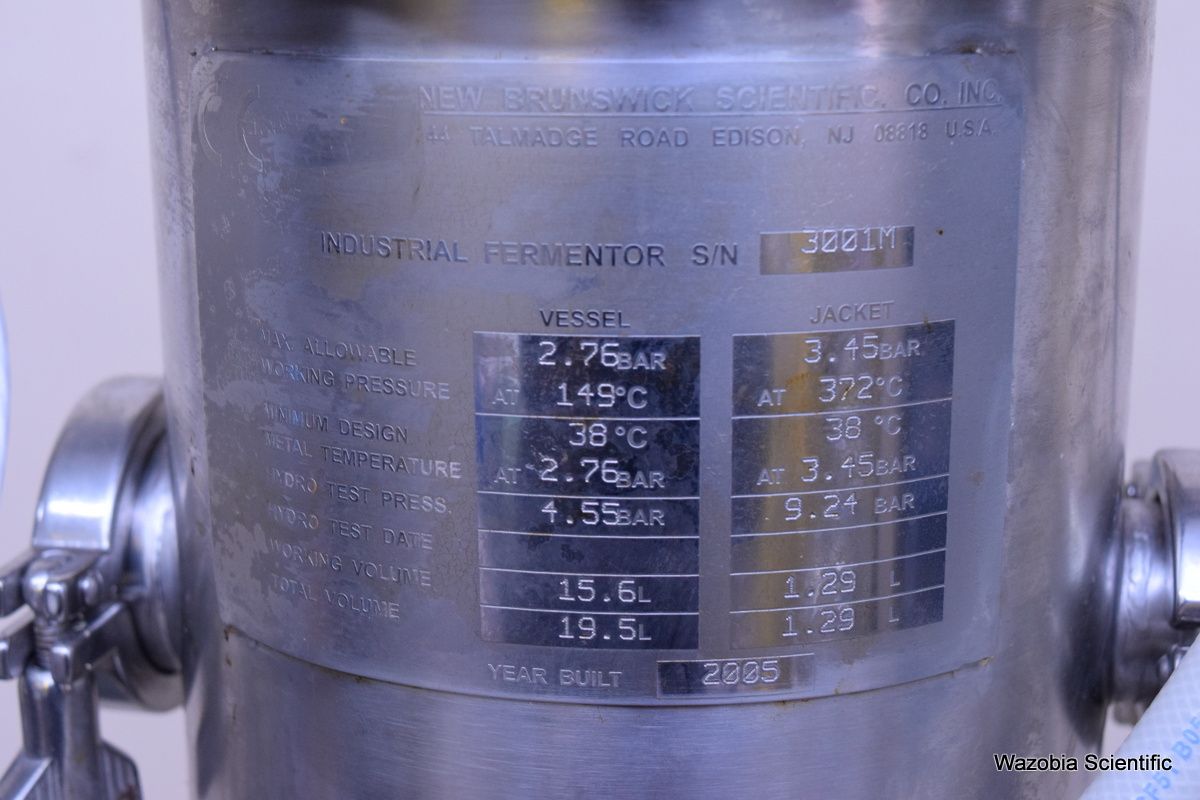 NEW BRUNSWICK SCIENTIFIC. CO. INC.
44 TALMADGE ROAD EDISON, NJ 08818 U.S.A.
INDUSTRIAL FERMENTOR S/N 3001M
VESSEL JACKET
MAX. ALLOWABLE 2.76BAR 3.45BAR
WORKING PRESSURE AT 149°C AT 372°C
MINIMUM DESIGN 38°C 38°C
METAL TEMPERATURE AT 2.76BAR AT 3.45BAR
HYDRO TEST PRESS. 4.55BAR 9.24 BAR
HYDRO TEST DATE
WORKING VOLUME 15.6L 1.29 L
TOTAL VOLUME 19.5L 1.29 L
YEAR BUILT 2005
Wazobia Scientific